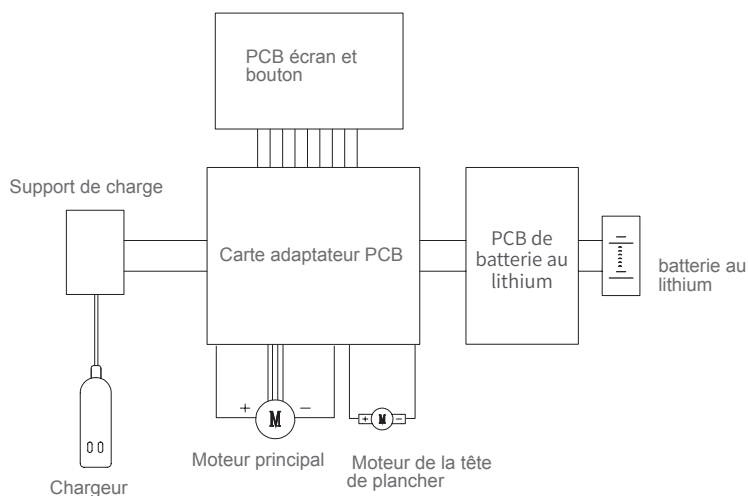 PCB écran et
bouton
Support de charge
Carte adaptateur PCB
PCB de
batterie au
lithium
batterie au
lithium
+ M −
+ M −
Moteur principal
Moteur de la tête
de plancher
Chargeur